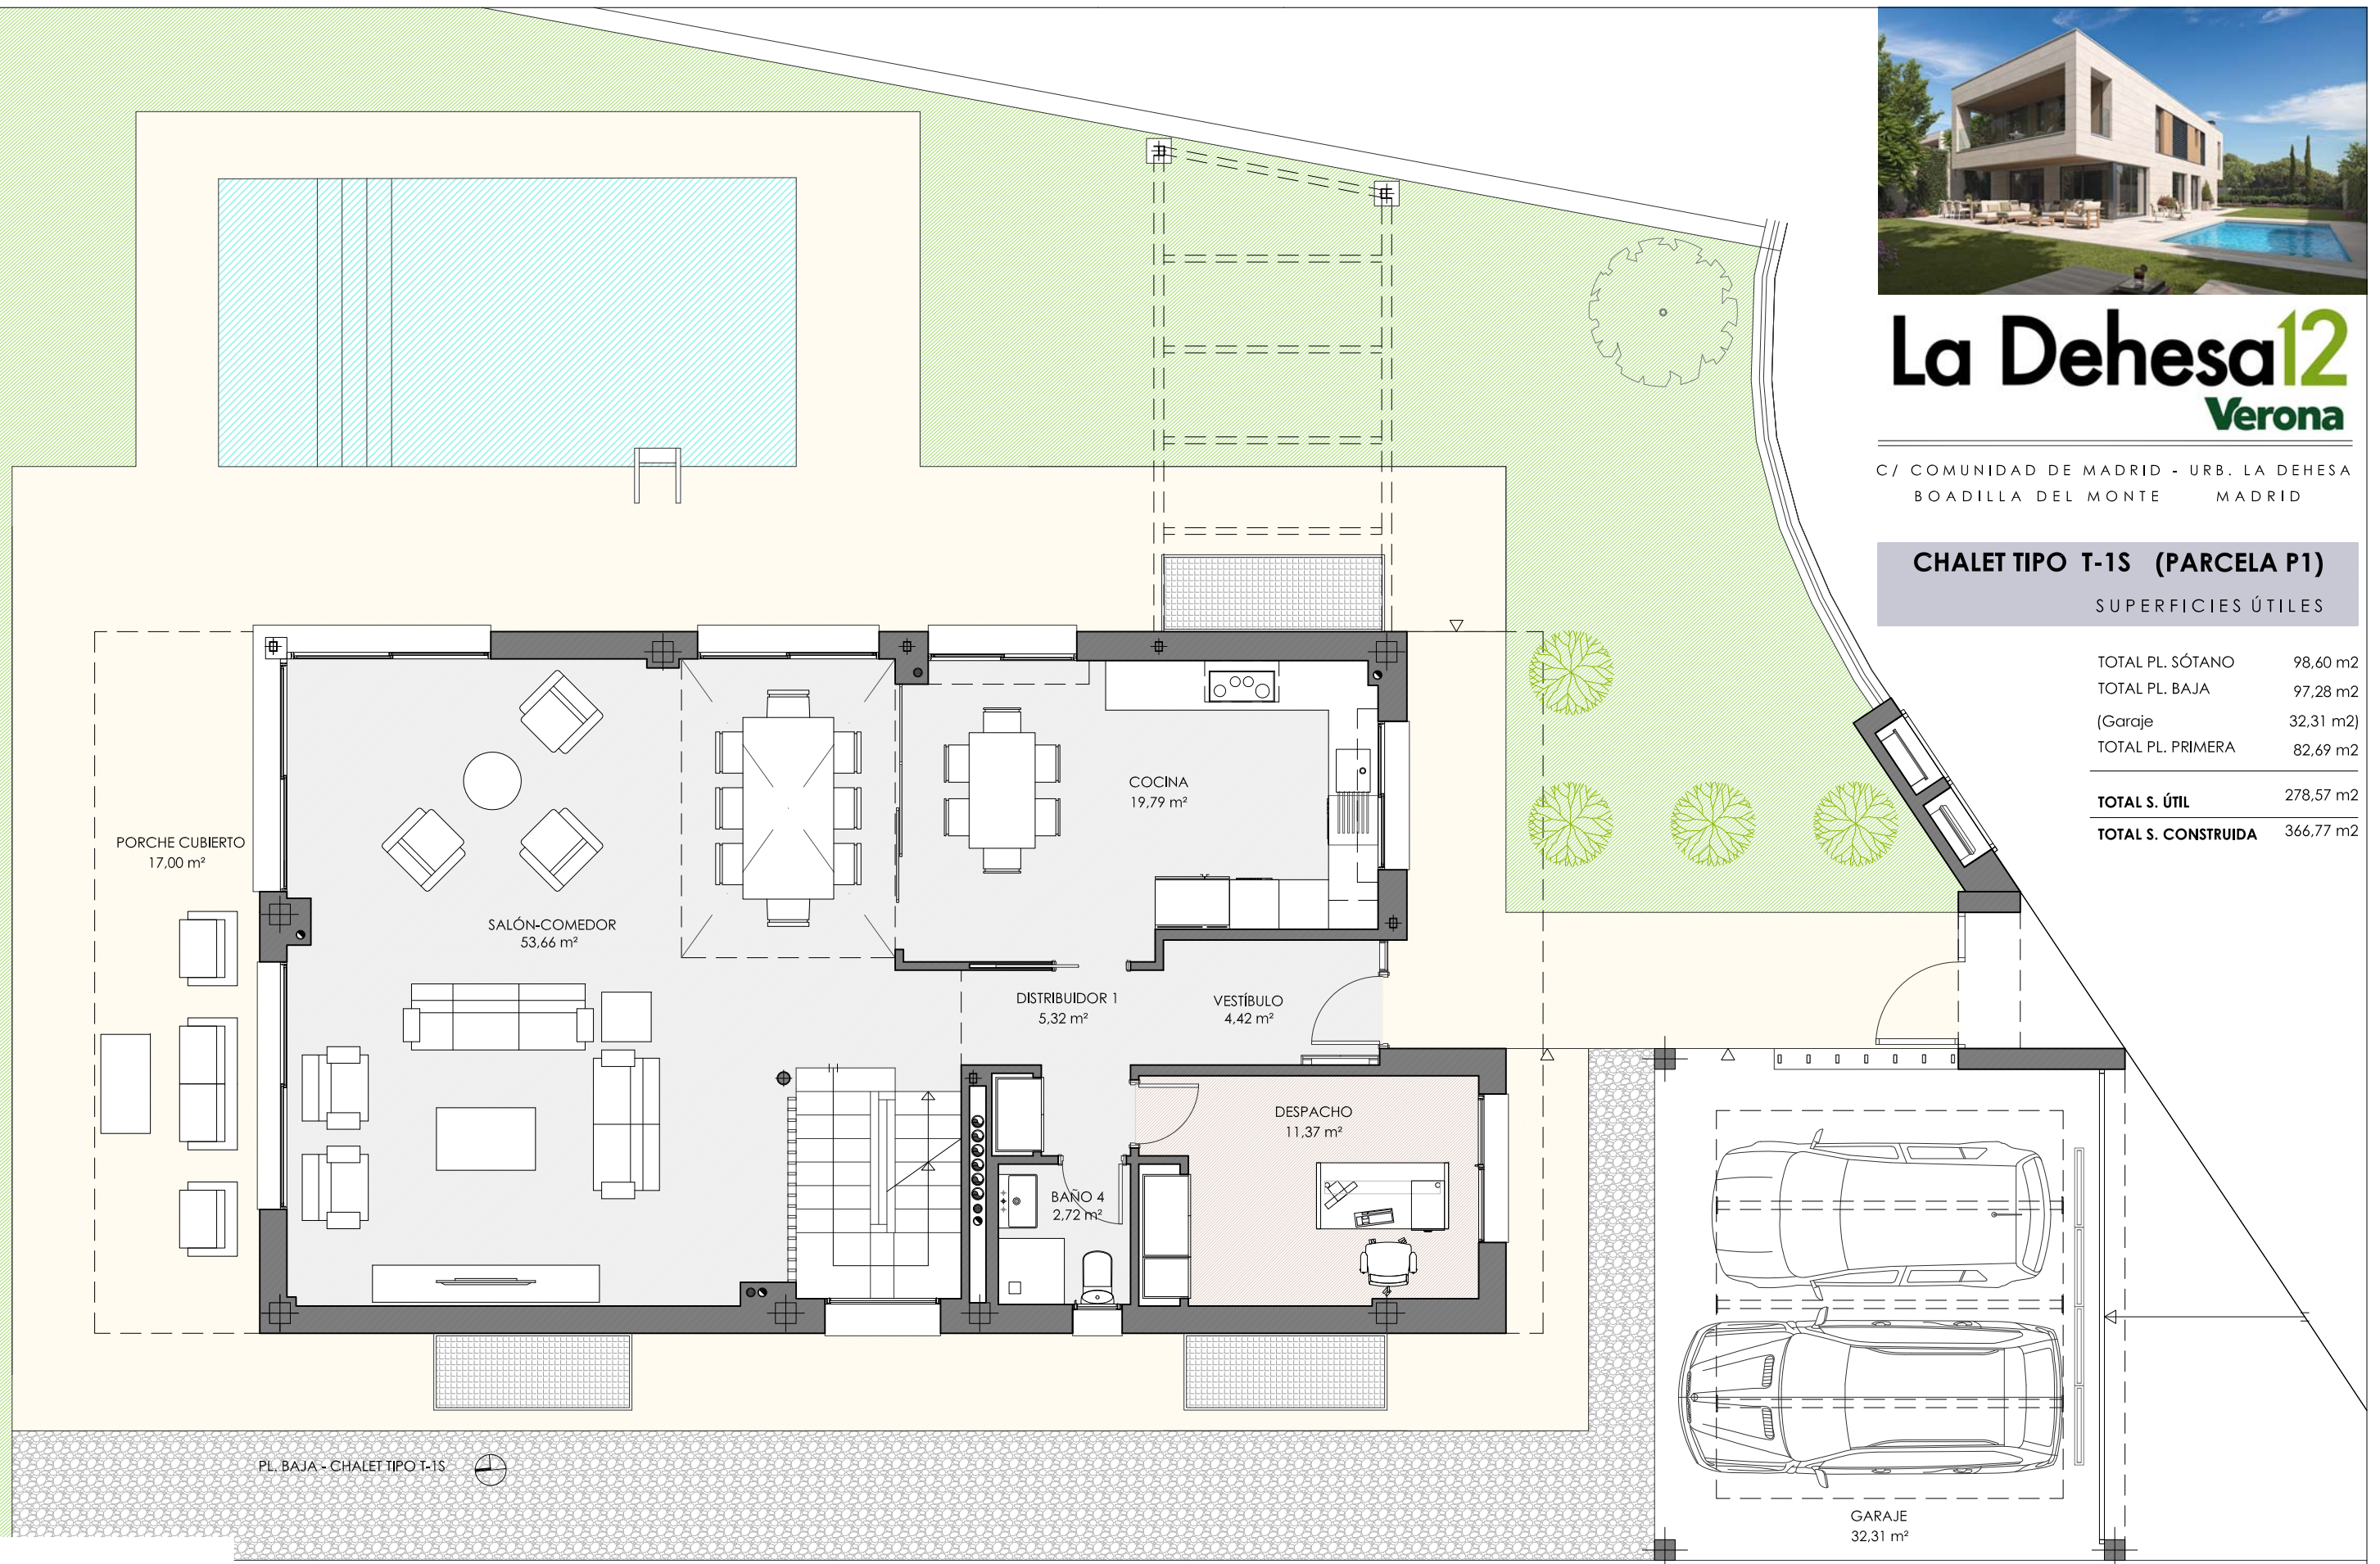 La Dehesa12
Verona
C/ COMUNIDAD DE MADRID - URB. LA DEHESA
BOADILLA DEL MONTE MADRID
CHALET TIPO T-1S (PARCELA P1)
SUPERFICIES ÚTILES
TOTAL PL. SÓTANO 98,60 m2
TOTAL PL. BAJA 97,28 m2
(Garaje 32,31 m2)
TOTAL PL. PRIMERA 82,69 m2
TOTAL S. ÚTIL 278,57 m2
TOTAL S. CONSTRUIDA 366,77 m2
COCINA
19,79 m²
PORCHE CUBIERTO
17,00 m²
SALÓN-COMEDOR
53,66 m²
DISTRIBUIDOR 1
5,32 m²
VESTÍBULO
4,42 m²
DESPACHO
11,37 m²
BAÑO 4
2,72 m²
GARAJE
32,31 m²
PL. BAJA - CHALET TIPO T-1S